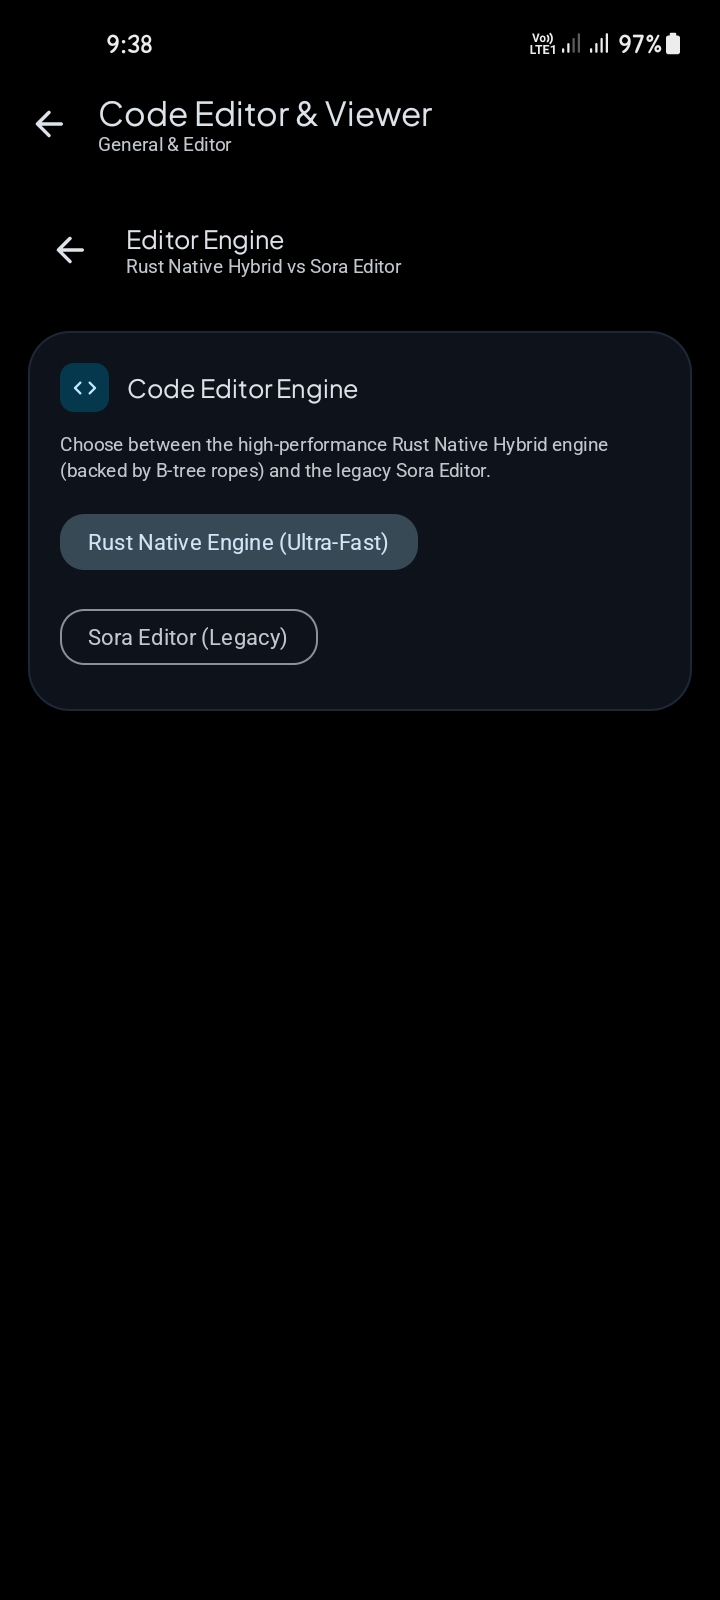 9:38
Vo)) LTE1 97%
Code Editor & Viewer
General & Editor
Editor Engine
Rust Native Hybrid vs Sora Editor
Code Editor Engine
Choose between the high-performance Rust Native Hybrid engine
(backed by B-tree ropes) and the legacy Sora Editor.
Rust Native Engine (Ultra-Fast)
Sora Editor (Legacy)